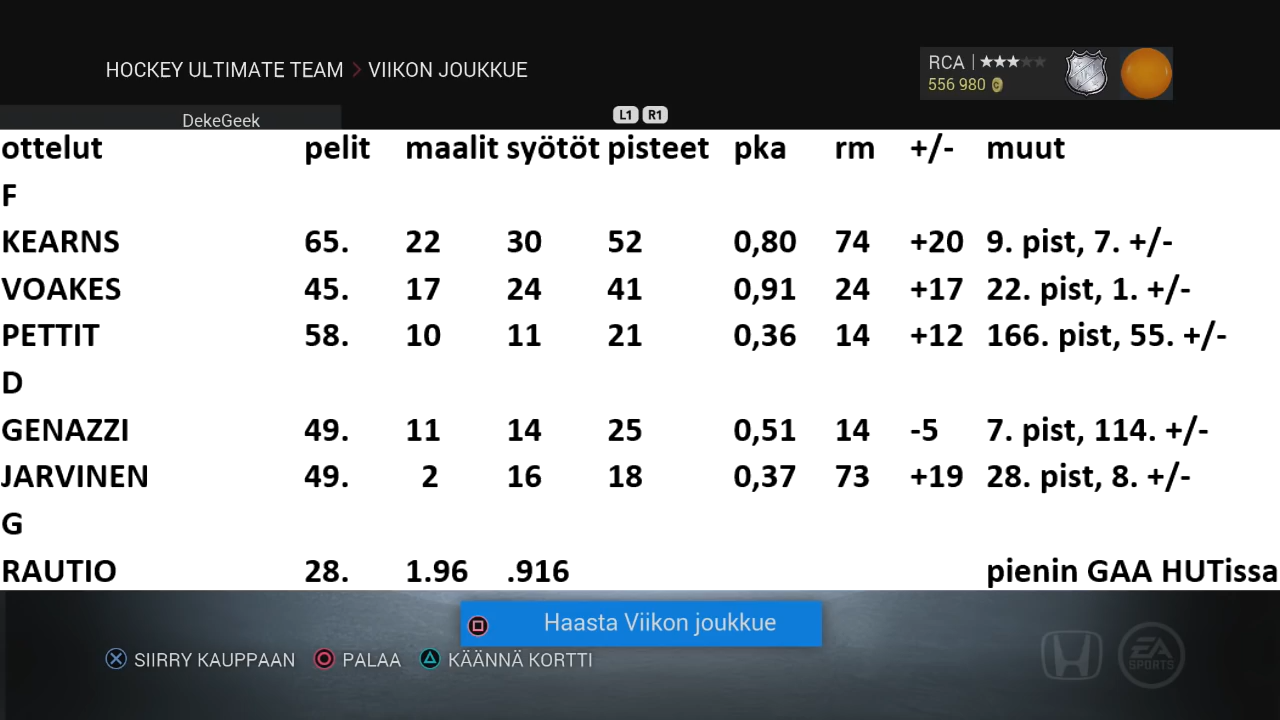 HOCKEY ULTIMATE TEAM > VIIKON JOUKKUE
RCA | ★★★★★
556 980
DekeGeek
L1 R1
ottelut pelit maalit syötöt pisteet pka rm +/- muut
F
KEARNS 65. 22 30 52 0,80 74 +20 9. pist, 7. +/-
VOAKES 45. 17 24 41 0,91 24 +17 22. pist, 1. +/-
PETTIT 58. 10 11 21 0,36 14 +12 166. pist, 55. +/-
D
GENAZZI 49. 11 14 25 0,51 14 -5 7. pist, 114. +/-
JARVINEN 49. 2 16 18 0,37 73 +19 28. pist, 8. +/-
G
RAUTIO 28. 1.96 .916 pienin GAA HUTissa
Haasta Viikon joukkue
SIIRRY KAUPPAAN PALAA KÄÄNNÄ KORTTI
EA
SPORTS